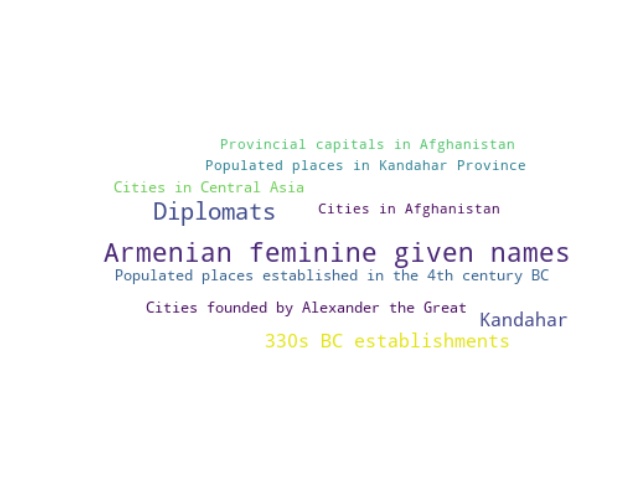 Provincial capitals in Afghanistan
Populated places in Kandahar Province
Cities in Central Asia
Diplomats
Cities in Afghanistan
Armenian feminine given names
Populated places established in the 4th century BC
Cities founded by Alexander the Great
Kandahar
330s BC establishments